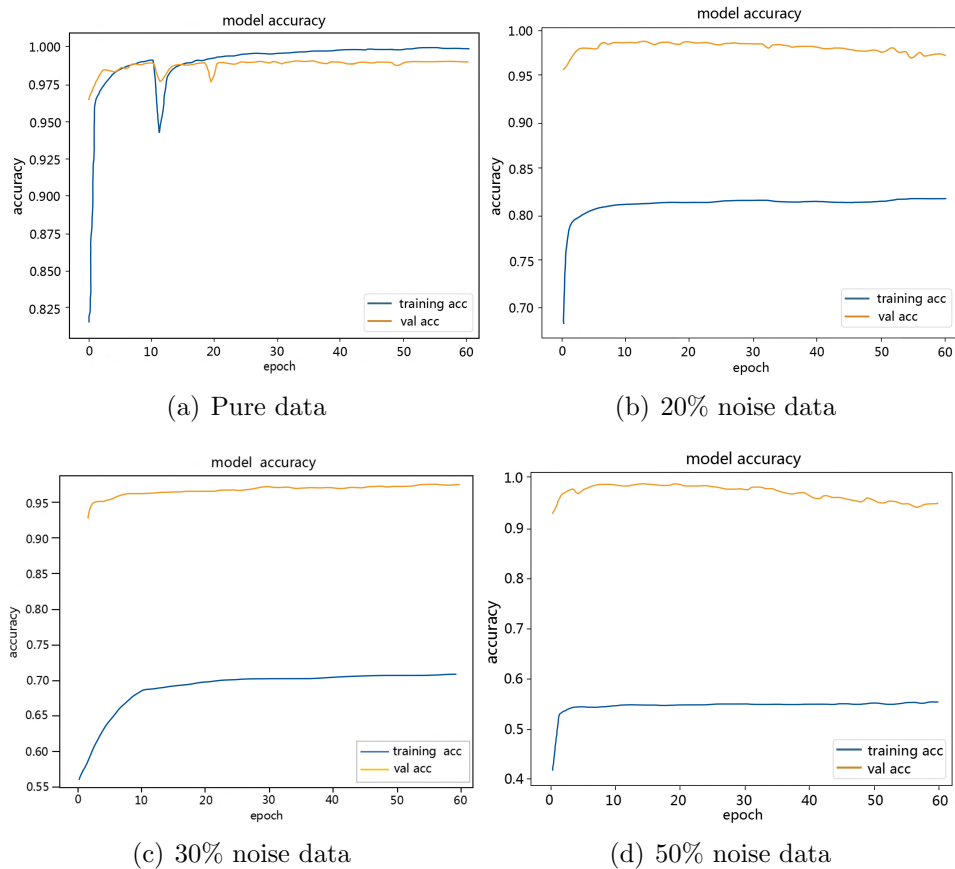 model accuracy
1.000
0.975
0.950
0.925
0.900
0.875
0.850
0.825
accuracy
0 10 20 30 40 50 60
epoch
training acc
val acc
(a) Pure data
model accuracy
1.00
0.95
0.90
0.85
0.80
0.75
0.70
accuracy
0 10 20 30 40 50 60
epoch
training acc
val acc
(b) 20% noise data
model accuracy
0.95
0.90
0.85
0.80
0.75
0.70
0.65
0.60
0.55
accuracy
0 10 20 30 40 50 60
epoch
training acc
val acc
(c) 30% noise data
model accuracy
1.0
0.9
0.8
0.7
0.6
0.5
0.4
accuracy
0 10 20 30 40 50 60
epoch
training acc
val acc
(d) 50% noise data